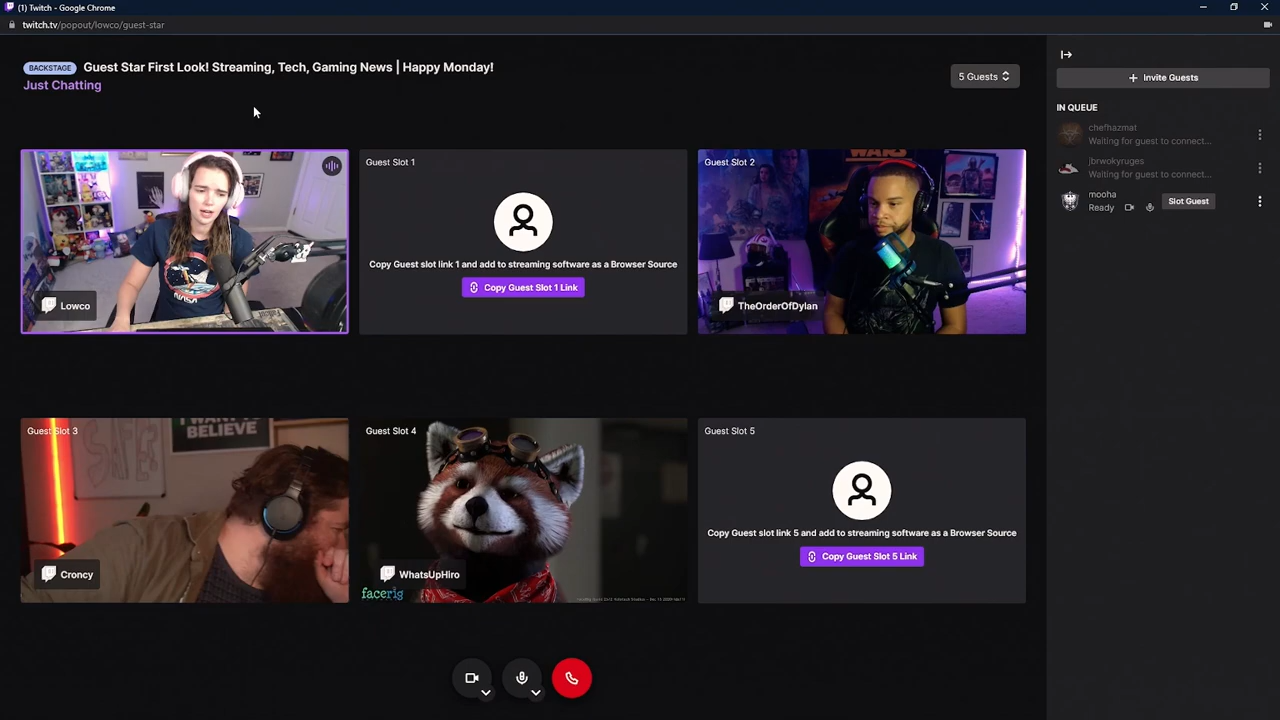 (1) Twitch - Google Chrome
twitch.tv/popout/lowco/guest-star
BACKSTAGE Guest Star First Look! Streaming, Tech, Gaming News | Happy Monday!
Just Chatting
5 Guests
Invite Guests
IN QUEUE
chefhazmat
Waiting for guest to connect...
jbrwokyruges
Waiting for guest to connect...
mooha
Ready
Slot Guest
NASA
Lowco
Guest Slot 1
Copy Guest slot link 1 and add to streaming software as a Browser Source
Copy Guest Slot 1 Link
Guest Slot 2
WARS
TheOrderOfDylan
Guest Slot 3
I WANT TO
BELIEVE
Croncy
Guest Slot 4
WhatsUpHiro
facerig
Guest Slot 5
Copy Guest slot link 5 and add to streaming software as a Browser Source
Copy Guest Slot 5 Link